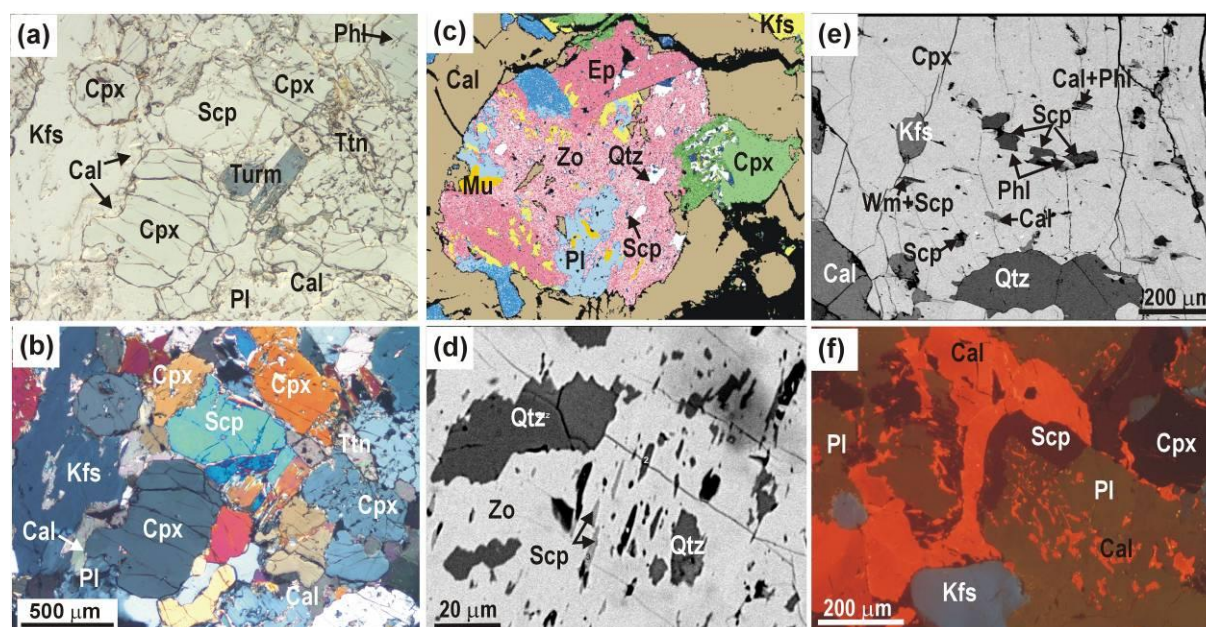 (a)
Phl
Cpx
Cpx
Scp
Kfs
Ttn
Cal
Turm
Cpx
Cal
Pl
(b)
Cpx
Cpx
Scp
Ttn
Kfs
Cpx
Cpx
Cal
Pl
Cal
500 μm
(c)
Kfs
Cal
Ep
Zo
Qtz
Cpx
Mu
Scp
Pl
(d)
Qtz
Zo
Scp
Qtz
20 μm
(e)
Cpx
Cal+Phl
Scp
Kfs
Phl
Wm+Scp
Cal
Scp
Cal
Qtz
200 μm
(f)
Cal
Scp
Cpx
Pl
Pl
Cal
Kfs
200 μm